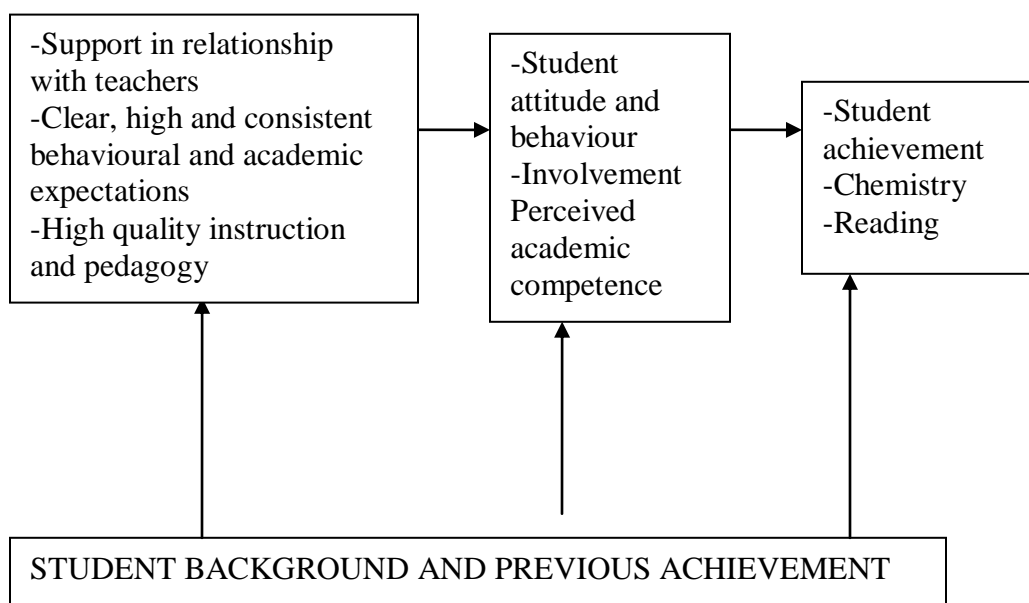 -Support in relationship
with teachers
-Clear, high and consistent
behavioural and academic
expectations
-High quality instruction
and pedagogy
-Student
attitude and
behaviour
-Involvement
Perceived
academic
competence
-Student
achievement
-Chemistry
-Reading
STUDENT BACKGROUND AND PREVIOUS ACHIEVEMENT